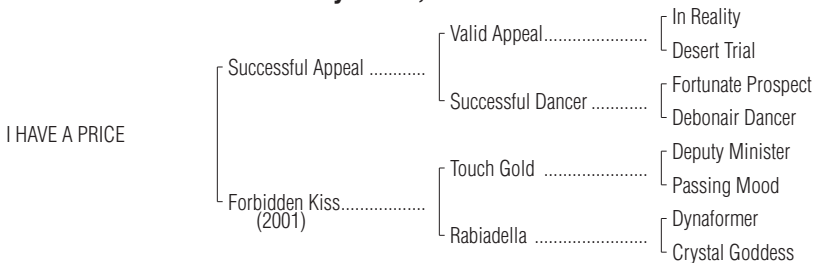 In Reality
Valid Appeal
Desert Trial
Successful Appeal
Fortunate Prospect
Successful Dancer
Debonair Dancer
I HAVE A PRICE
Deputy Minister
Touch Gold
Passing Mood
Forbidden Kiss
(2001)
Dynaformer
Rabiadella
Crystal Goddess